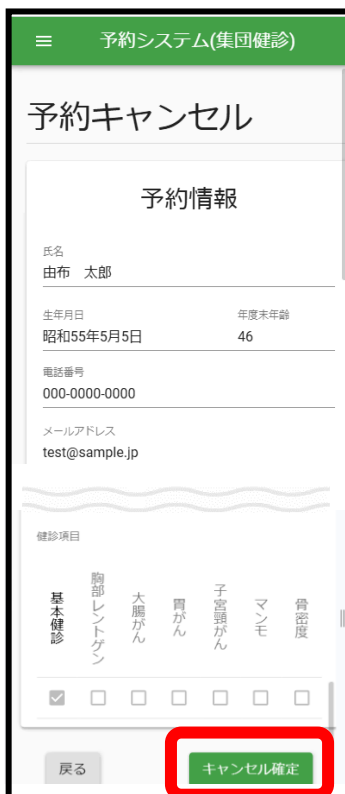 予約システム(集団健診)
予約キャンセル
予約情報
氏名
由布　太郎
生年月日　年度末年齢
昭和55年5月5日　46
電話番号
000-0000-0000
メールアドレス
test@sample.jp
健診項目
基本健診
胸部レントゲン
大腸がん
胃がん
子宮頸がん
マンモ
骨密度
戻る　キャンセル確定